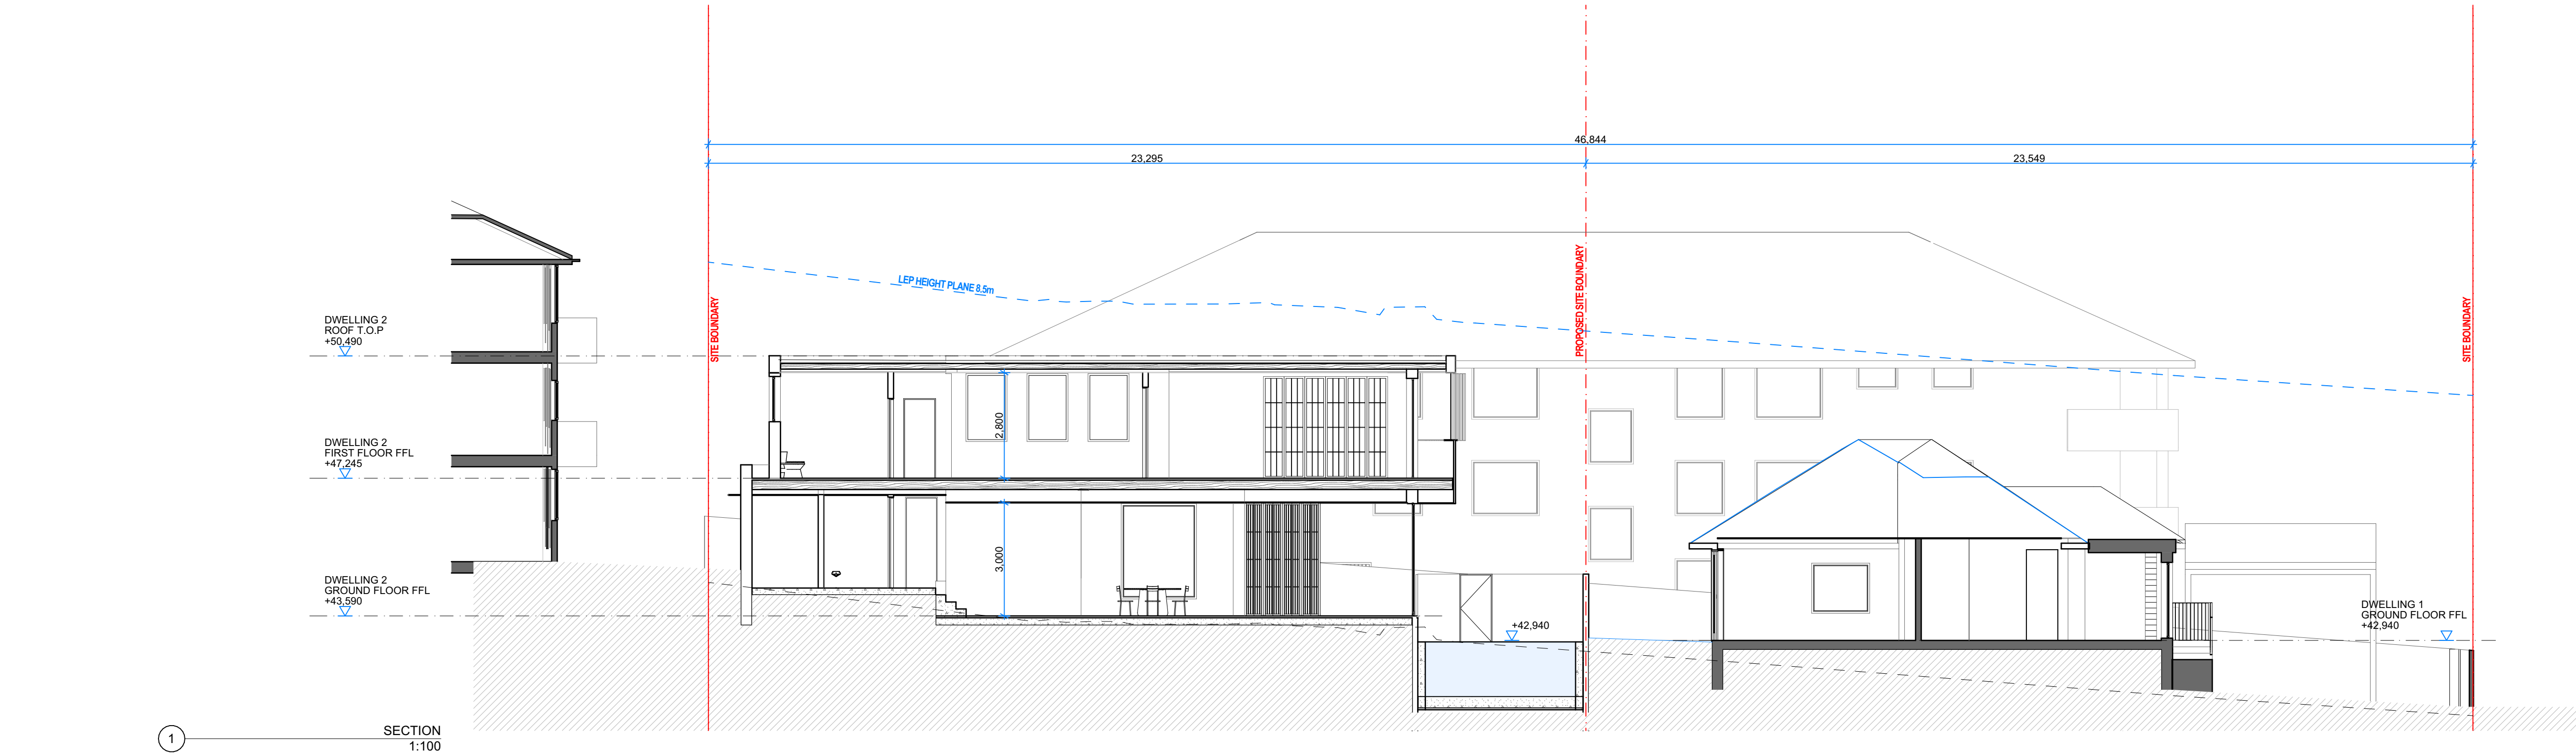 46,844
23,295
23,549
LEP HEIGHT PLANE 8.5m
SITE BOUNDARY
PROPOSED SITE BOUNDARY
SITE BOUNDARY
DWELLING 2
ROOF T.O.P
+50,490
2,800
DWELLING 2
FIRST FLOOR FFL
+47,245
3,000
DWELLING 2
GROUND FLOOR FFL
+43,590
+42,940
DWELLING 1
GROUND FLOOR FFL
+42,940
1
SECTION
1:100